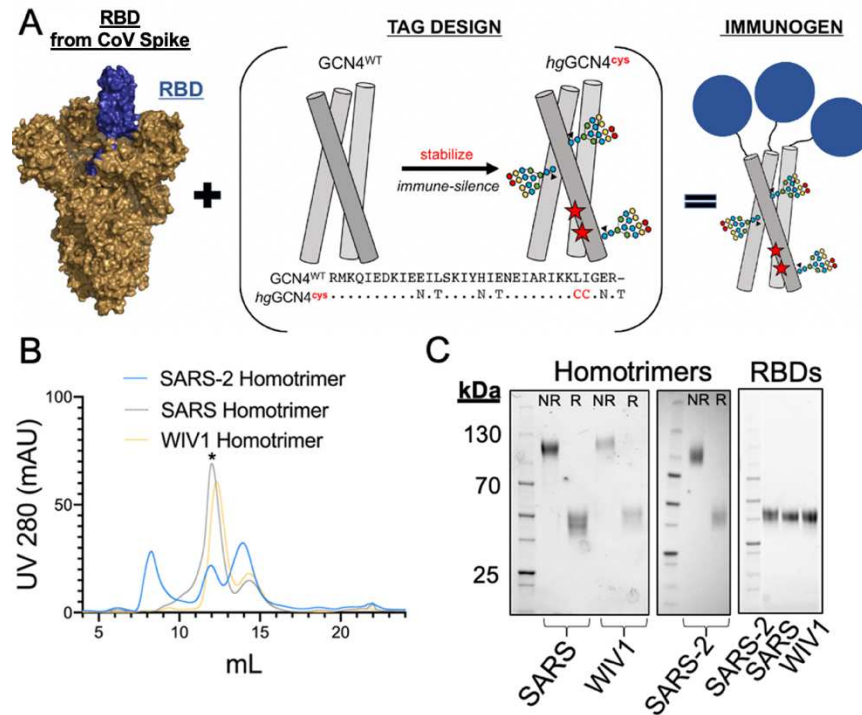 A
RBD
from CoV Spike
RBD
TAG DESIGN
GCN4WT
hgGCN4cys
stabilize
immune-silence
GCN4WT RMKQIEDKIEEILSKIYHIENEIARIKKLIGER-
hgGCN4cys...........N.T.....N.T.........CC.N.T
IMMUNOGEN
B
SARS-2 Homotrimer
SARS Homotrimer
WIV1 Homotrimer
*
UV 280 (mAU)
100
50
0
5
10
15
20
mL
C
Homotrimers
RBDs
kDa
NR R NR R
NR R
130
70
25
SARS
WIV1
SARS-2
SARS-2
SARS
WIV1